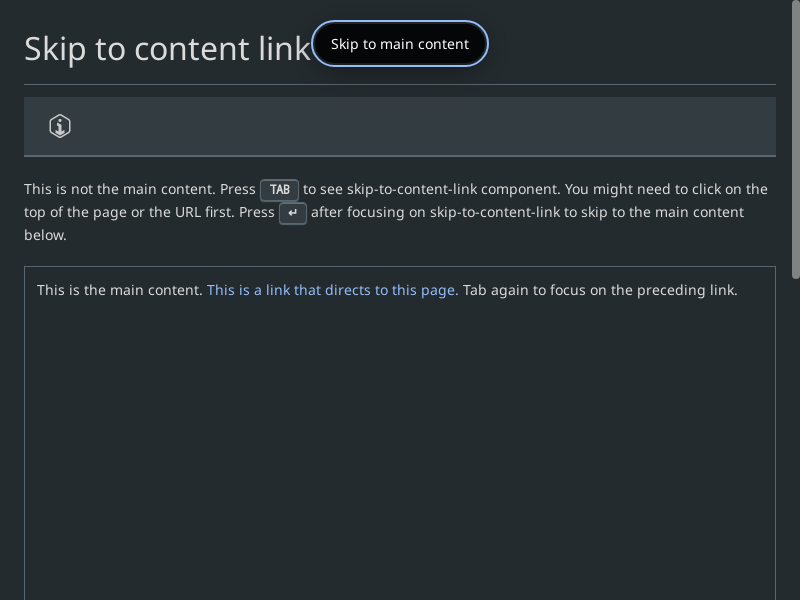 Skip to content link
Skip to main content
This is not the main content. Press TAB to see skip-to-content-link component. You might need to click on the
top of the page or the URL first. Press ↵ after focusing on skip-to-content-link to skip to the main content
below.
This is the main content. This is a link that directs to this page. Tab again to focus on the preceding link.